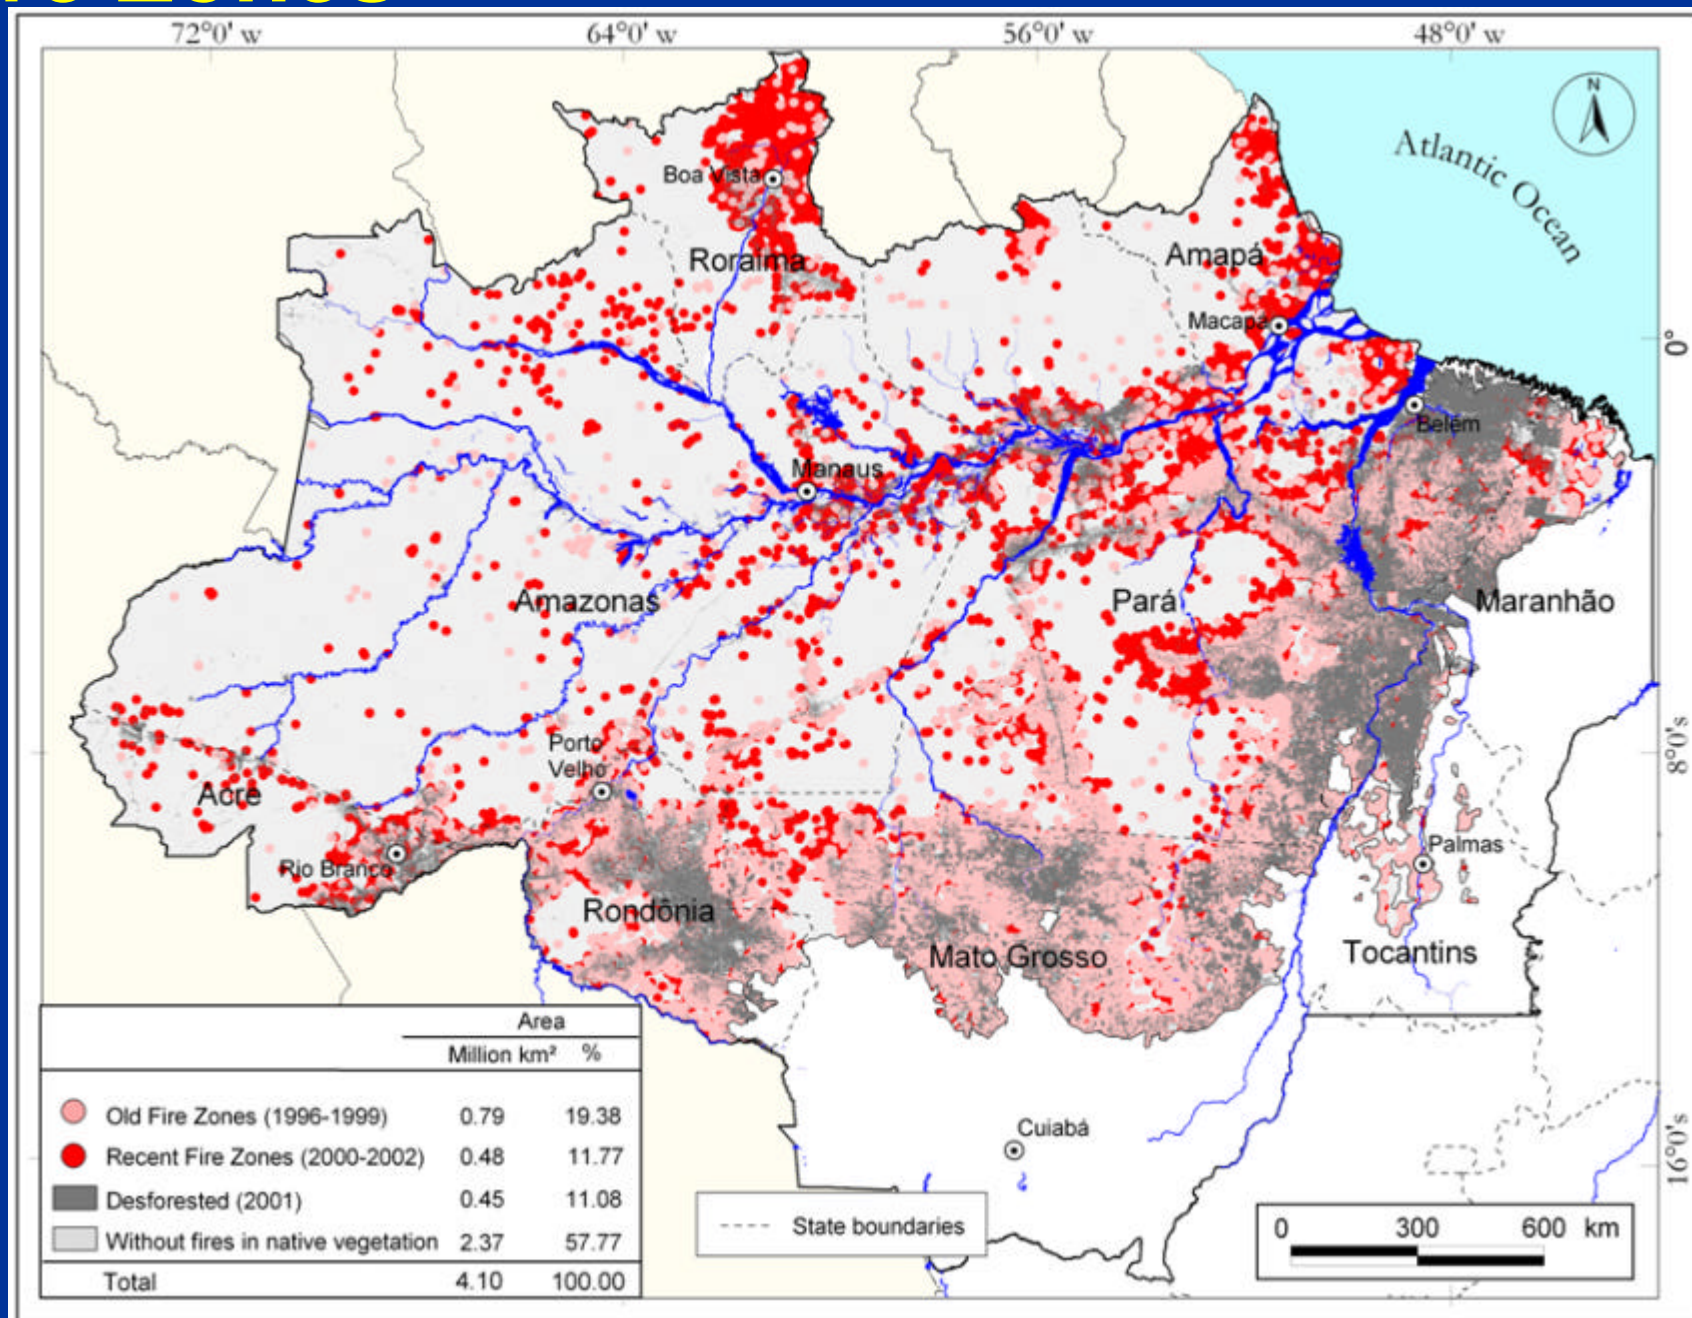 Zones
72°0' w 64°0' w 56°0' w 48°0' w
N
Atlantic Ocean
Boa Vista
Roraima
Amapá
Macapá
0°
Belém
Manaus
Amazonas
Pará
Maranhão
Porto
Velho
8°0's
Acre
Rio Branco
Palmas
Rondônia
Mato Grosso
Tocantins
Cuiabá
16°0's
Area
Million km² %
Old Fire Zones (1996-1999) 0.79 19.38
Recent Fire Zones (2000-2002) 0.48 11.77
Desforested (2001) 0.45 11.08
Without fires in native vegetation 2.37 57.77
Total 4.10 100.00
State boundaries
0 300 600 km